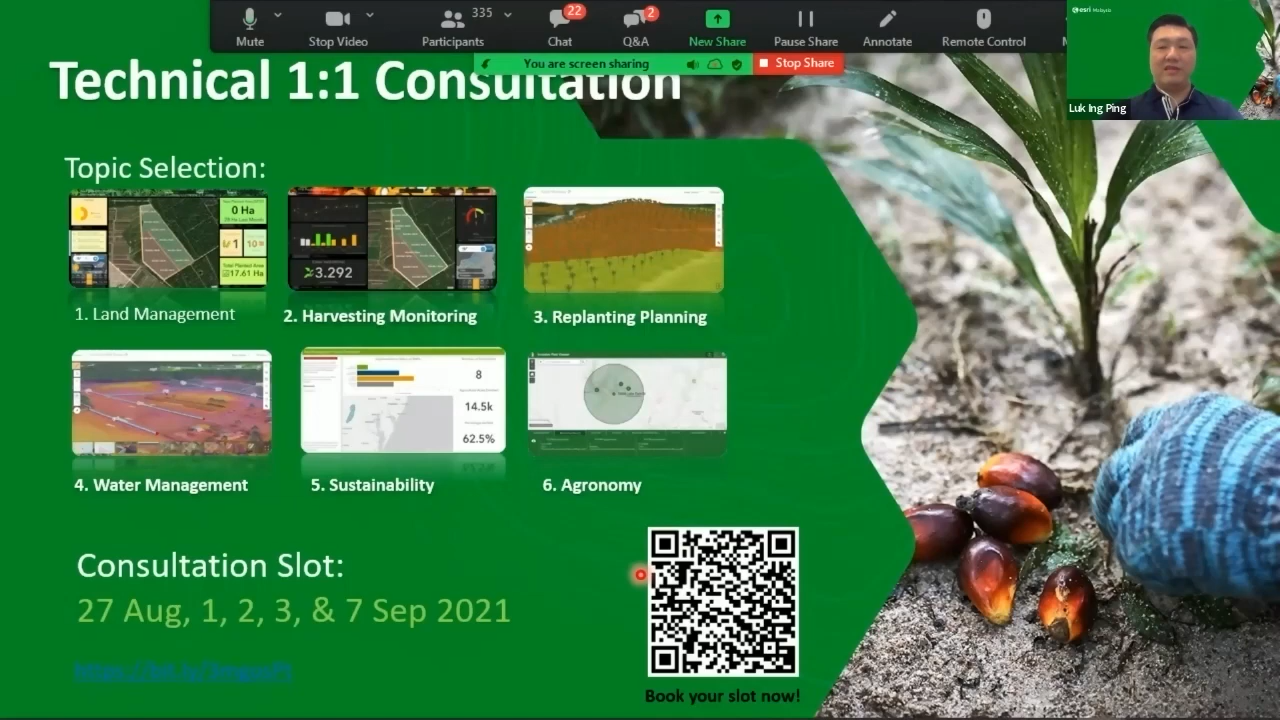 335
22
2
Mute
Stop Video
Participants
Chat
Q&A
New Share
Pause Share
Annotate
Remote Control
You are screen sharing
Stop Share
esri Malaysia
Luk Ing Ping
Technical 1:1 Consultation
Topic Selection:
0 Ha
1
10
17.61 Ha
3.292
1. Land Management
2. Harvesting Monitoring
3. Replanting Planning
8
14.5k
62.5%
4. Water Management
5. Sustainability
6. Agronomy
Consultation Slot:
27 Aug, 1, 2, 3, & 7 Sep 2021
Book your slot now!